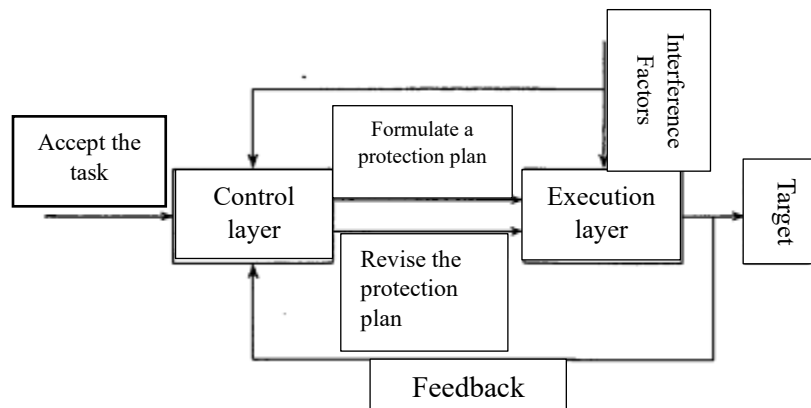 Interference
Factors
Accept the
task
Formulate a
protection plan
Control
layer
Execution
layer
Target
Revise the
protection
plan
Feedback